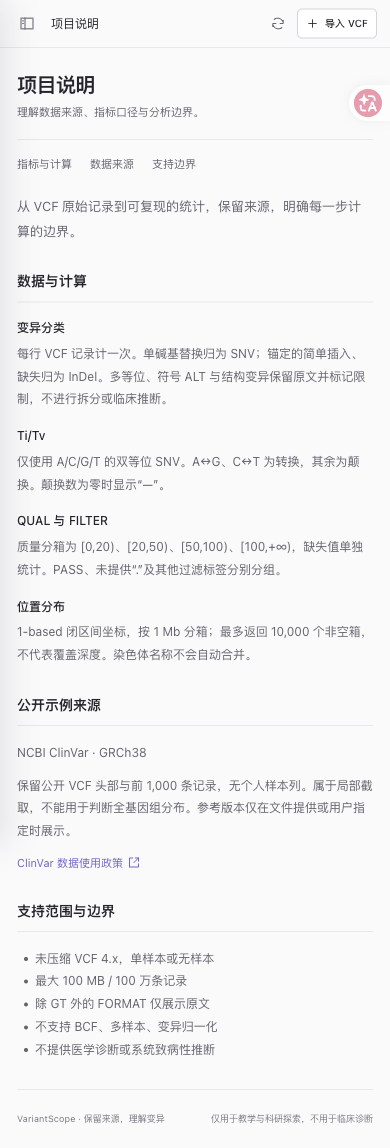 项目说明
导入 VCF
项目说明
理解数据来源、指标口径与分析边界。
指标与计算 数据来源 支持边界
从 VCF 原始记录到可复现的统计，保留来源，明确每一步计
算的边界。
数据与计算
变异分类
每行 VCF 记录计一次。单碱基替换归为 SNV；锚定的简单插入、
缺失归为 InDel。多等位、符号 ALT 与结构变异保留原文并标记限
制，不进行拆分或临床推断。
Ti/Tv
仅使用 A/C/G/T 的双等位 SNV。A↔G、C↔T 为转换，其余为颠
换。颠换数为零时显示“—”。
QUAL 与 FILTER
质量分箱为 [0,20)、[20,50)、[50,100)、[100,+∞)，缺失值单独
统计。PASS、未提供“.”及其他过滤标签分别分组。
位置分布
1-based 闭区间坐标，按 1 Mb 分箱；最多返回 10,000 个非空箱，
不代表覆盖深度。染色体名称不会自动合并。
公开示例来源
NCBI ClinVar · GRCh38
保留公开 VCF 头部与前 1,000 条记录，无个人样本列。属于局部截
取，不能用于判断全基因组分布。参考版本仅在文件提供或用户指
定时展示。
ClinVar 数据使用政策
支持范围与边界
• 未压缩 VCF 4.x，单样本或无样本
• 最大 100 MB / 100 万条记录
• 除 GT 外的 FORMAT 仅展示原文
• 不支持 BCF、多样本、变异归一化
• 不提供医学诊断或系统致病性推断
VariantScope · 保留来源，理解变异 仅用于教学与科研探索，不用于临床诊断